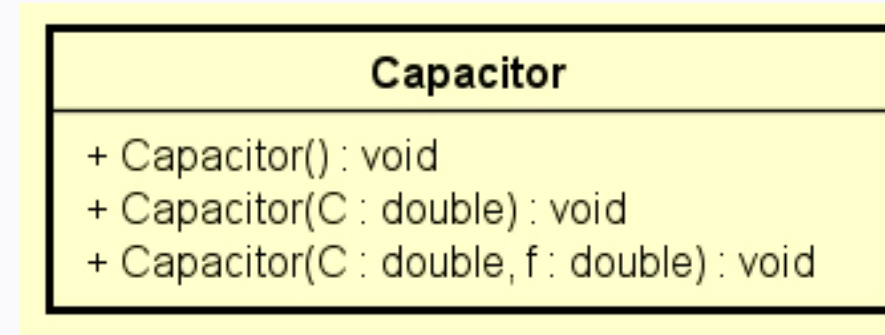 Capacitor
+ Capacitor() : void
+ Capacitor(C : double) : void
+ Capacitor(C : double, f : double) : void